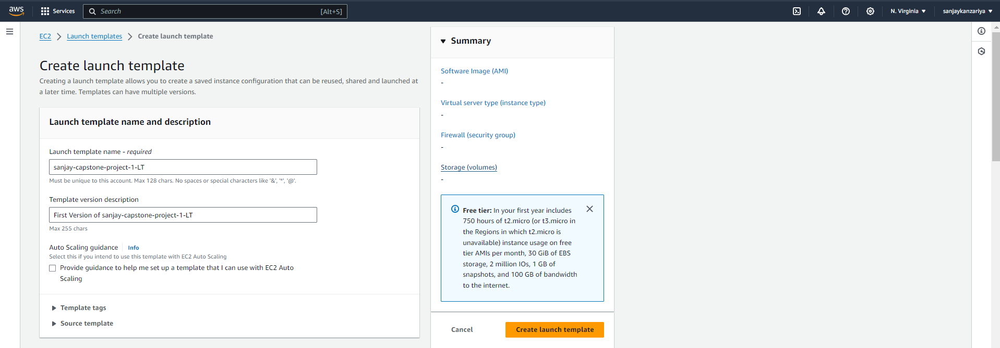 aws
Services
Search
[Alt+S]
N. Virginia
sanjaykanzariya
EC2
Launch templates
Create launch template
Create launch template
Creating a launch template allows you to create a saved instance configuration that can be reused, shared and launched at
a later time. Templates can have multiple versions.
Launch template name and description
Launch template name - required
sanjay-capstone-project-1-LT
Must be unique to this account. Max 128 chars. No spaces or special characters like '&', '*', '@'.
Template version description
First Version of sanjay-capstone-project-1-LT
Max 255 chars
Auto Scaling guidance
Info
Select this if you intend to use this template with EC2 Auto Scaling
Provide guidance to help me set up a template that I can use with EC2 Auto
Scaling
Template tags
Source template
Summary
Software Image (AMI)
-
Virtual server type (instance type)
-
Firewall (security group)
-
Storage (volumes)
-
Free tier: In your first year includes
750 hours of t2.micro (or t3.micro in
the Regions in which t2.micro is
unavailable) instance usage on free
tier AMIs per month, 30 GiB of EBS
storage, 2 million IOs, 1 GB of
snapshots, and 100 GB of bandwidth
to the internet.
Cancel
Create launch template